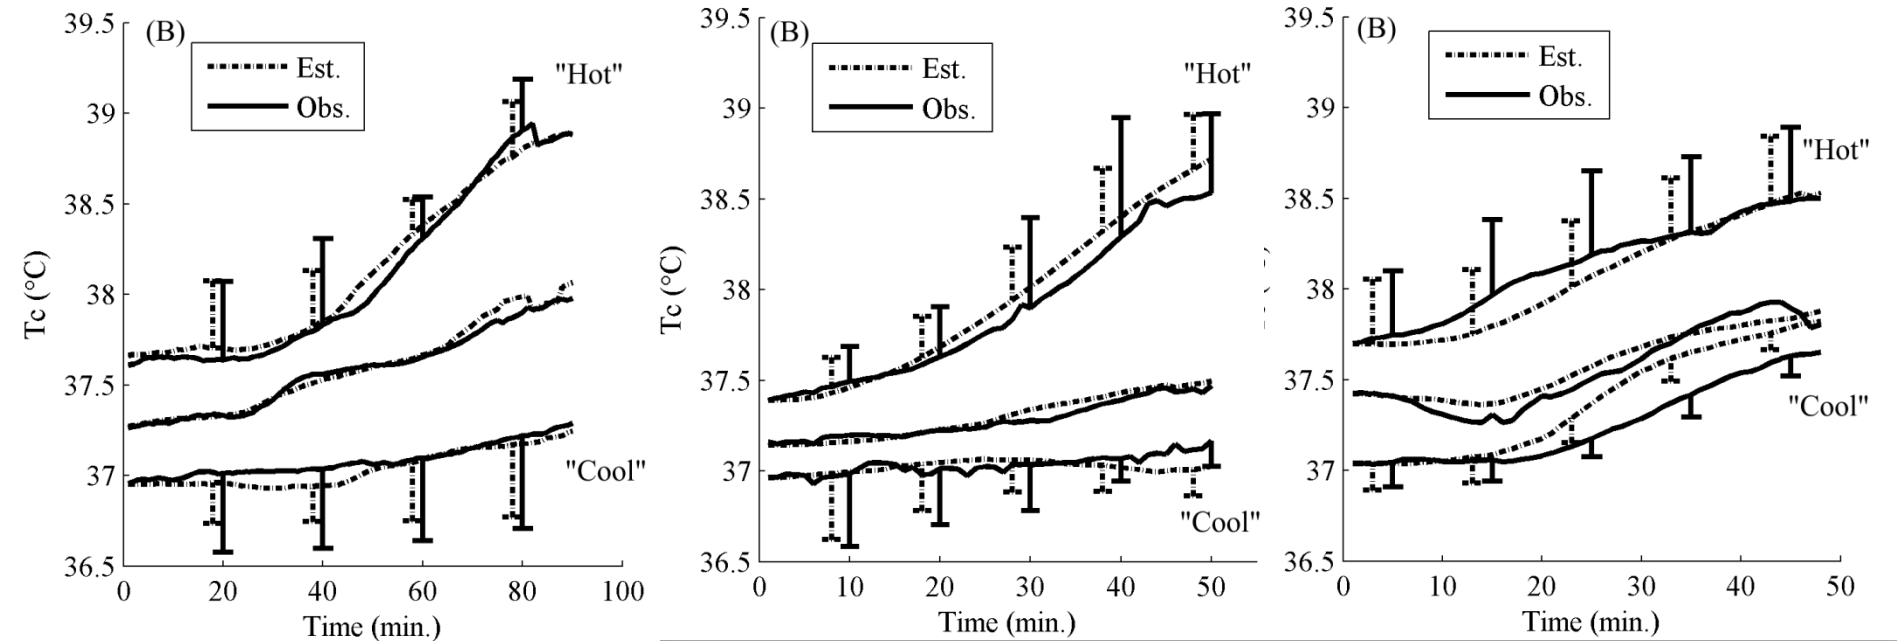 (B)
Est.
Obs.
"Hot"
"Cool"
39.5
39
38.5
38
37.5
37
36.5
Tc (°C)
0 20 40 60 80 100
Time (min.)
(B)
Est.
Obs.
"Hot"
"Cool"
39.5
39
38.5
38
37.5
37
36.5
Tc (°C)
0 10 20 30 40 50
Time (min.)
(B)
Est.
Obs.
"Hot"
"Cool"
39.5
39
38.5
38
37.5
37
36.5
0 10 20 30 40 50
Time (min.)